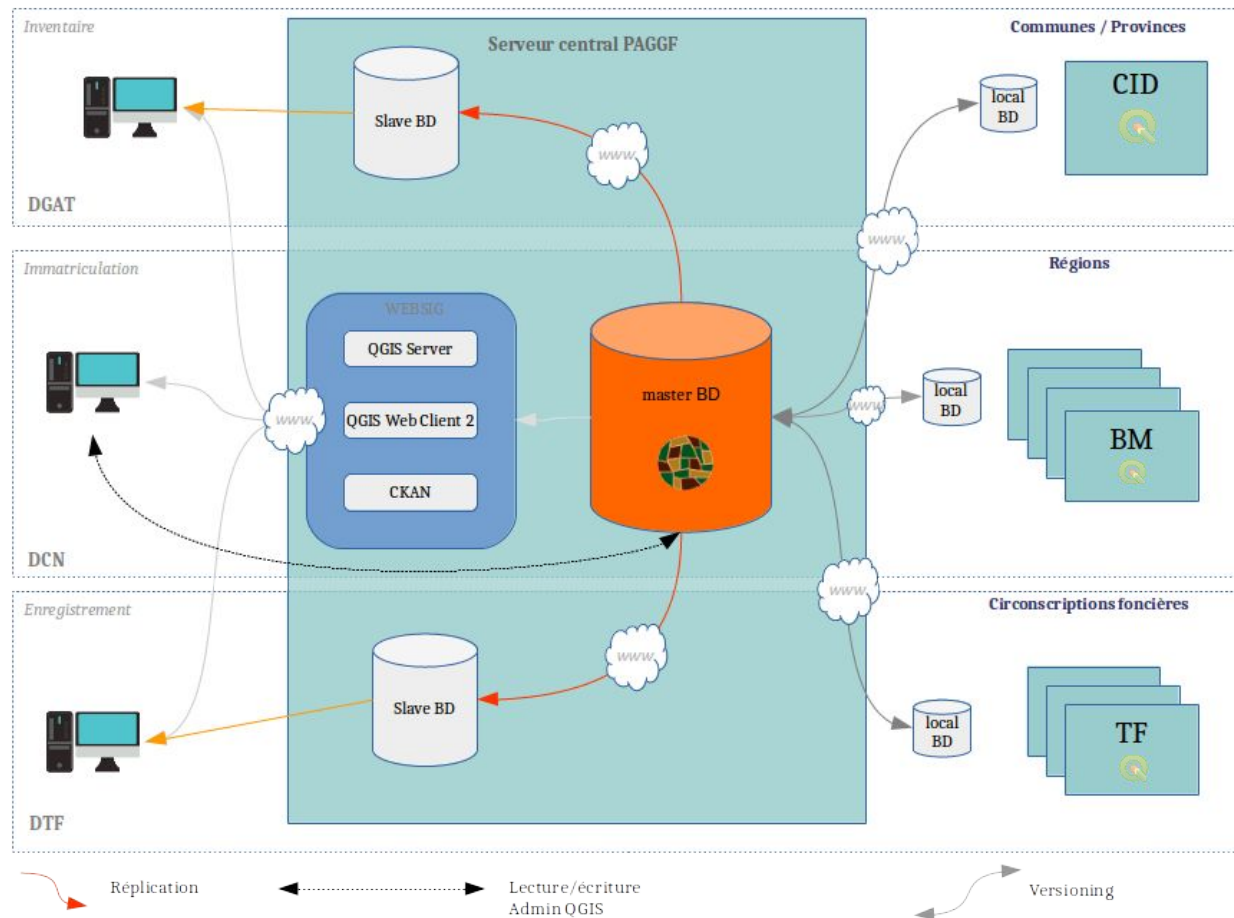 Inventaire
Serveur central PAGGF
Communes / Provinces
Slave BD
local
BD
CID
www
DGAT
www
Immatriculation
Régions
WEBSIG
QGIS Server
master BD
local
BD
www
QGIS Web Client 2
www
BM
CKAN
DCN
www
Enregistrement
Circonscriptions foncières
www
Slave BD
local
BD
TF
DTF
Réplication
Lecture/écriture
Admin QGIS
Versioning